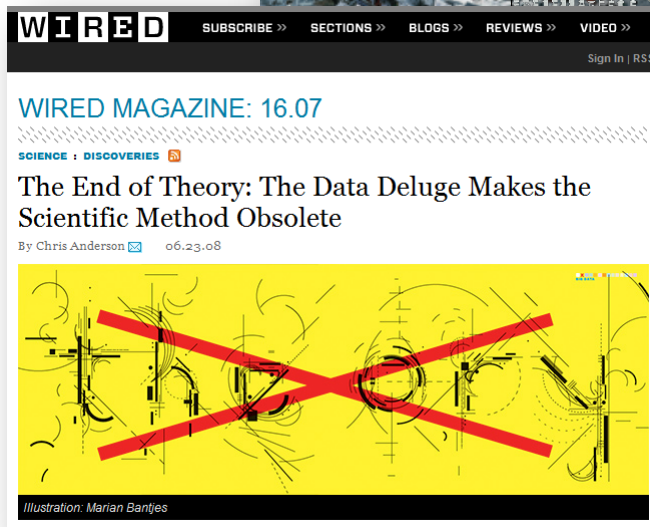 WIRED
SUBSCRIBE >> SECTIONS >> BLOGS >> REVIEWS >> VIDEO >>
Sign In | RSS
WIRED MAGAZINE: 16.07
SCIENCE : DISCOVERIES
The End of Theory: The Data Deluge Makes the
Scientific Method Obsolete
By Chris Anderson 06.23.08
theory
Illustration: Marian Bantjes